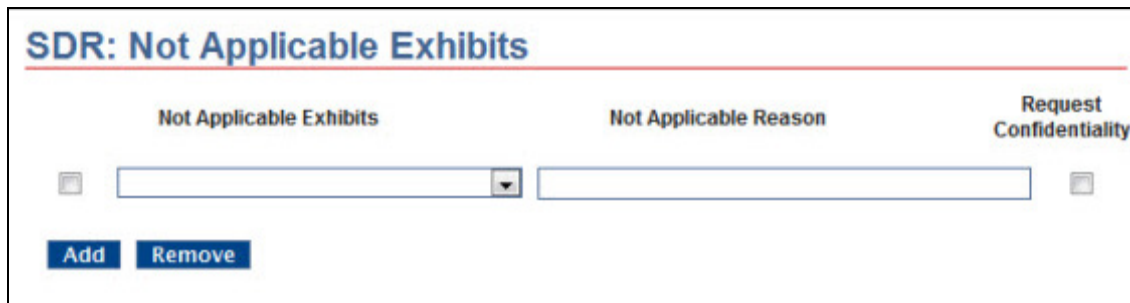 SDR: Not Applicable Exhibits
Not Applicable Exhibits
Not Applicable Reason
Request
Confidentiality
Add
Remove